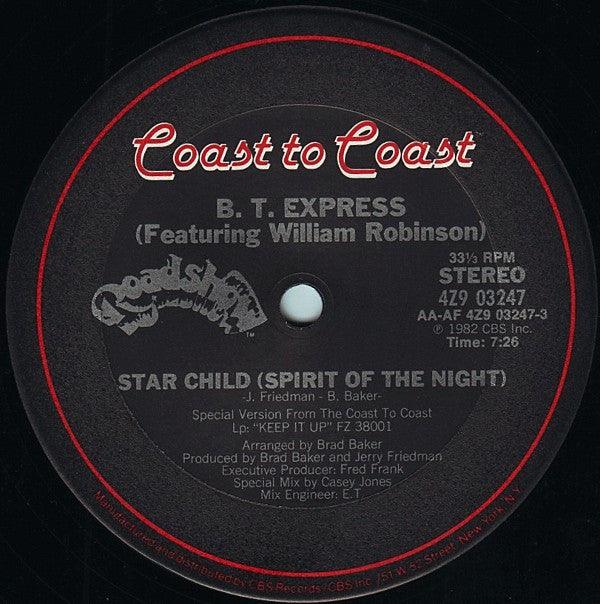 Coast to Coast
B. T. EXPRESS
(Featuring William Robinson)
Roadshow
TM
33⅓ RPM
STEREO
4Z9 03247
AA-AF 4Z9 03247-3
℗ 1982 CBS Inc.
Time: 7:26
STAR CHILD (SPIRIT OF THE NIGHT)
-J. Friedman - B. Baker-
Special Version From The Coast To Coast
Lp: "KEEP IT UP" FZ 38001
Arranged by Brad Baker
Produced by Brad Baker and Jerry Friedman
Executive Producer: Fred Frank
Special Mix by Casey Jones
Mix Engineer: E.T
Manufactured and Distributed by CBS Records/CBS Inc./51 W. 52 Street, New York, N.Y.